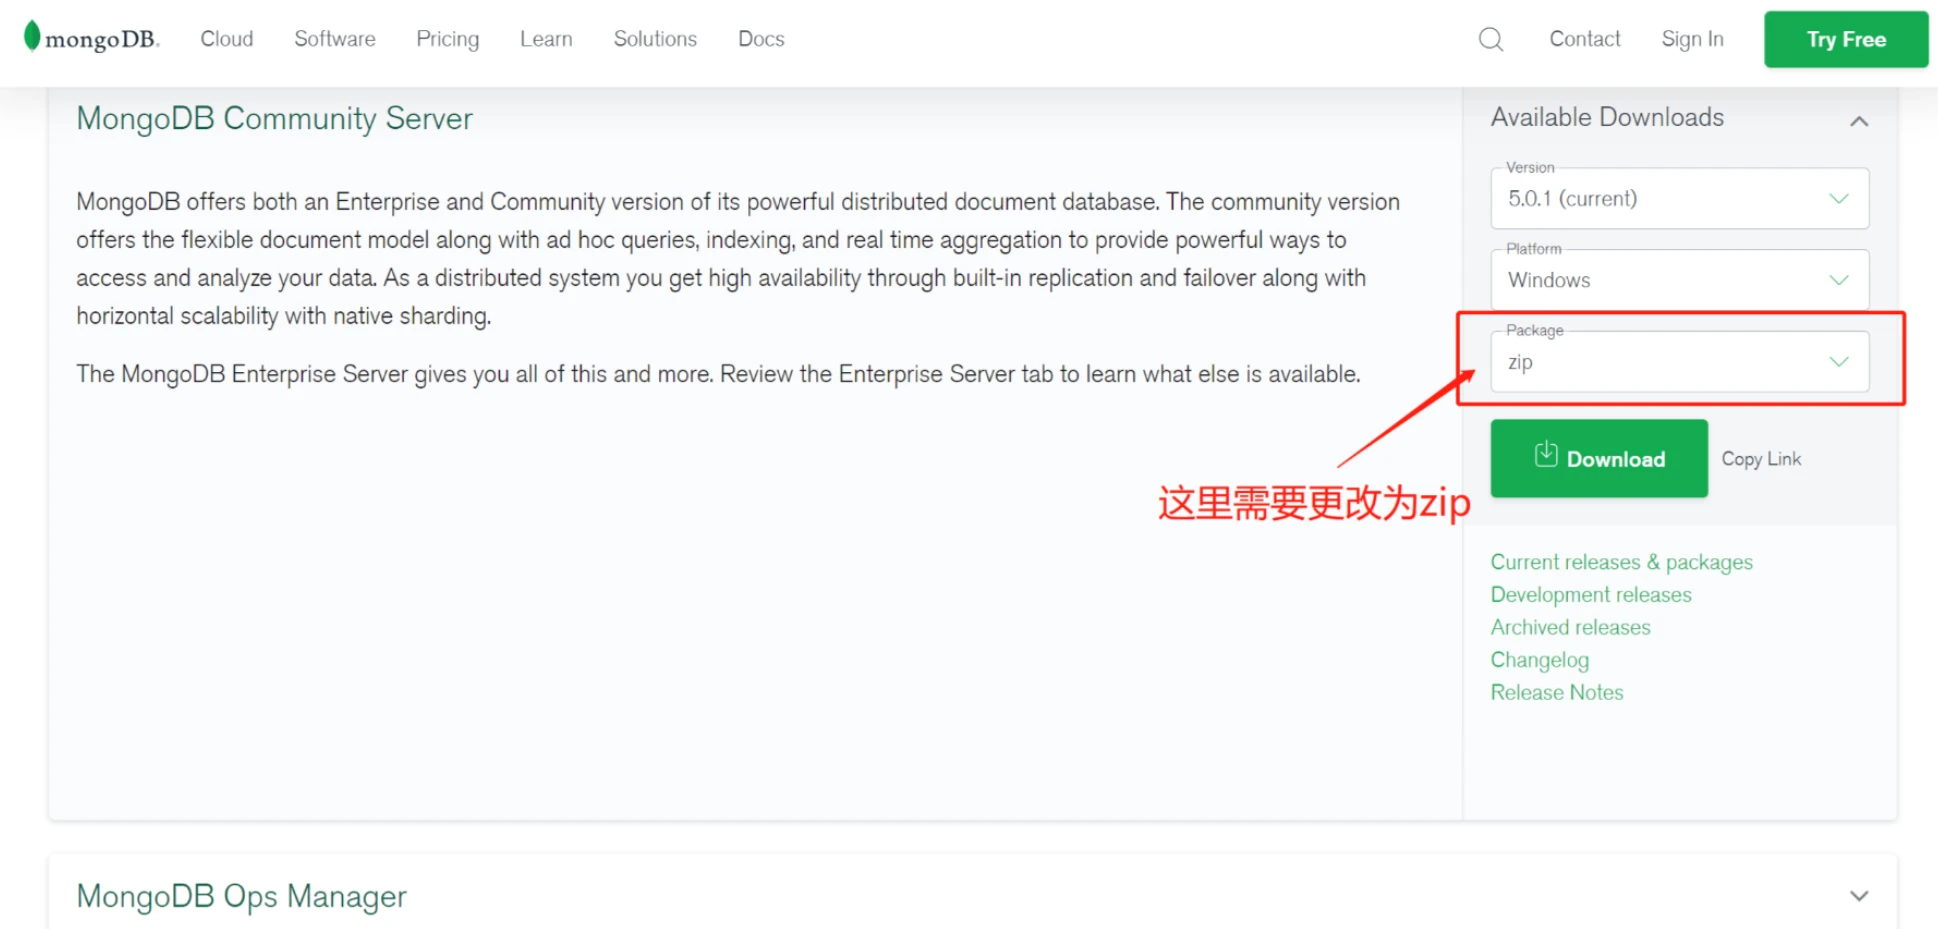 mongoDB. Cloud Software Pricing Learn Solutions Docs Contact Sign In Try Free
MongoDB Community Server
MongoDB offers both an Enterprise and Community version of its powerful distributed document database. The community version
offers the flexible document model along with ad hoc queries, indexing, and real time aggregation to provide powerful ways to
access and analyze your data. As a distributed system you get high availability through built-in replication and failover along with
horizontal scalability with native sharding.
The MongoDB Enterprise Server gives you all of this and more. Review the Enterprise Server tab to learn what else is available.
Available Downloads
Version
5.0.1 (current)
Platform
Windows
Package
zip
这里需要更改为zip
Download Copy Link
Current releases & packages
Development releases
Archived releases
Changelog
Release Notes
MongoDB Ops Manager